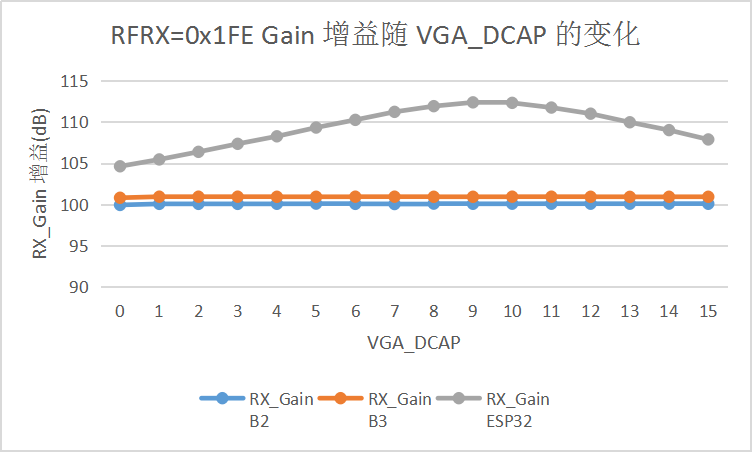 RFRX=0x1FE Gain 增益随 VGA_DCAP 的变化
RX_Gain 增益(dB)
115
110
105
100
95
90
0 1 2 3 4 5 6 7 8 9 10 11 12 13 14 15
VGA_DCAP
RX_Gain B2
RX_Gain B3
RX_Gain ESP32